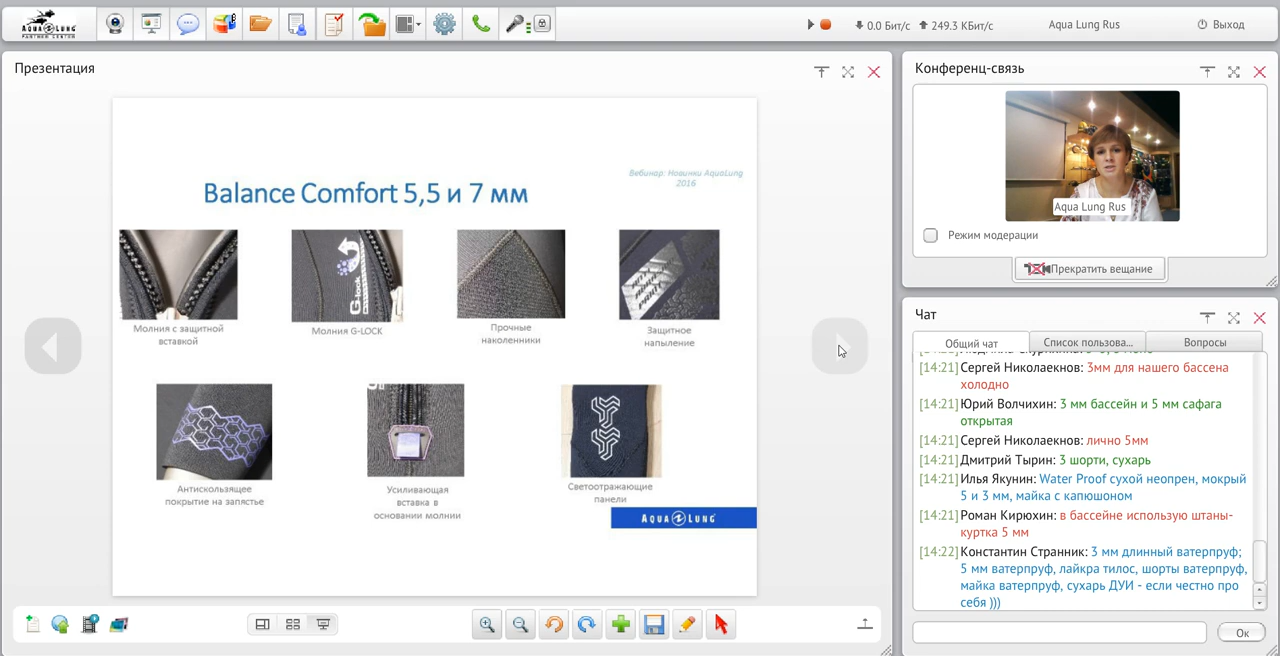 AQUA LUNG
PARTNER CENTER
0.0 Бит/с
249.3 КБит/с
Aqua Lung Rus
Выход
Презентация
Вебинар: Новинки AquaLung
2016
Balance Comfort 5,5 и 7 мм
G-lock
Молния с защитной
вставкой
Молния G-LOCK
Прочные
наколенники
Защитное
напыление
Антискользящее
покрытие на запястье
Усиливающая
вставка в
основании молнии
Светоотражающие
панели
AQUA LUNG
Конференц-связь
Aqua Lung Rus
Режим модерации
Прекратить вещание
Чат
Общий чат
Список пользова...
Вопросы
[14:21] Сергей Николаекнов: 3мм для нашего бассена
холодно
[14:21] Юрий Волчихин: 3 мм бассейн и 5 мм сафага
открытая
[14:21] Сергей Николаекнов: лично 5мм
[14:21] Дмитрий Тырин: 3 шорти, сухарь
[14:21] Илья Якунин: Water Proof сухой неопрен, мокрый
5 и 3 мм, майка с капюшоном
[14:21] Роман Кирюхин: в бассейне использую штаны-
куртка 5 мм
[14:22] Константин Странник: 3 мм длинный ватерпруф;
5 мм ватерпруф, лайкра тилос, шорты ватерпруф,
майка ватерпруф, сухарь ДУИ - если честно про
себя )))
Ок